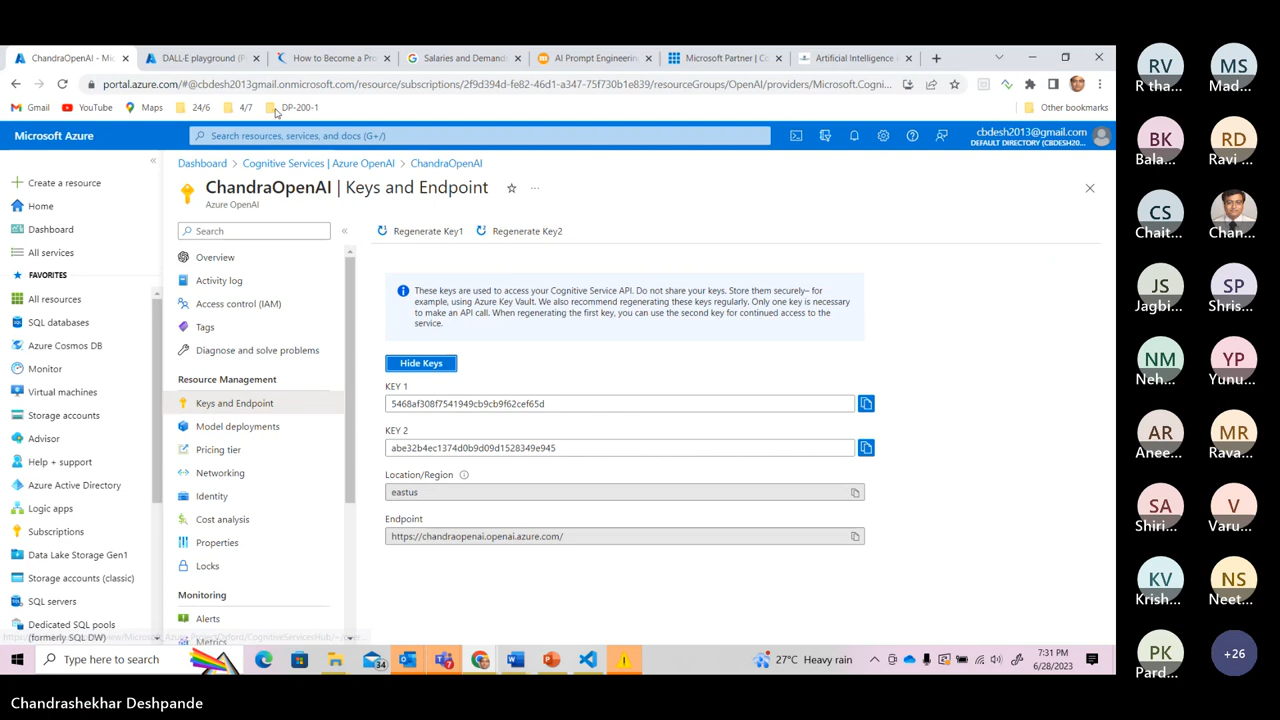 ChandraOpenAI - Mic
DALL·E playground (P
How to Become a Pro
Salaries and Demand
AI Prompt Engineerin
Microsoft Partner | Co
Artificial Intelligence
portal.azure.com/#@cbdesh2013gmail.onmicrosoft.com/resource/subscriptions/2f9d394d-fe82-46d1-a347-75f730b1e839/resourceGroups/OpenAI/providers/Microsoft.Cogni...
Gmail
YouTube
Maps
24/6
4/7
DP-200-1
Other bookmarks
Microsoft Azure
Search resources, services, and docs (G+/)
cbdesh2013@gmail.com
DEFAULT DIRECTORY (CBDESH20...
Create a resource
Home
Dashboard
All services
FAVORITES
All resources
SQL databases
Azure Cosmos DB
Monitor
Virtual machines
Storage accounts
Advisor
Help + support
Azure Active Directory
Logic apps
Subscriptions
Data Lake Storage Gen1
Storage accounts (classic)
SQL servers
Dedicated SQL pools
(formerly SQL DW)
Dashboard > Cognitive Services | Azure OpenAI > ChandraOpenAI
ChandraOpenAI | Keys and Endpoint
Azure OpenAI
Search
Overview
Activity log
Access control (IAM)
Tags
Diagnose and solve problems
Resource Management
Keys and Endpoint
Model deployments
Pricing tier
Networking
Identity
Cost analysis
Properties
Locks
Monitoring
Alerts
Metrics
Regenerate Key1
Regenerate Key2
These keys are used to access your Cognitive Service API. Do not share your keys. Store them securely– for
example, using Azure Key Vault. We also recommend regenerating these keys regularly. Only one key is necessary
to make an API call. When regenerating the first key, you can use the second key for continued access to the
service.
Hide Keys
KEY 1
5468af308f7541949cb9cb9f62cef65d
KEY 2
abe32b4ec1374d0b9d09d1528349e945
Location/Region
eastus
Endpoint
https://chandraopenai.openai.azure.com/
Type here to search
34
27°C Heavy rain
7:31 PM
6/28/2023
RV
R tha...
MS
Mad...
BK
Bala...
RD
Ravi ...
CS
Chait...
Chan...
JS
Jagbi...
SP
Shris...
NM
Neh...
YP
Yunu...
AR
Anee...
MR
Rava...
SA
Shiri...
V
Varu...
KV
Krish...
NS
Neet...
PK
Pard...
+26
Chandrashekhar Deshpande